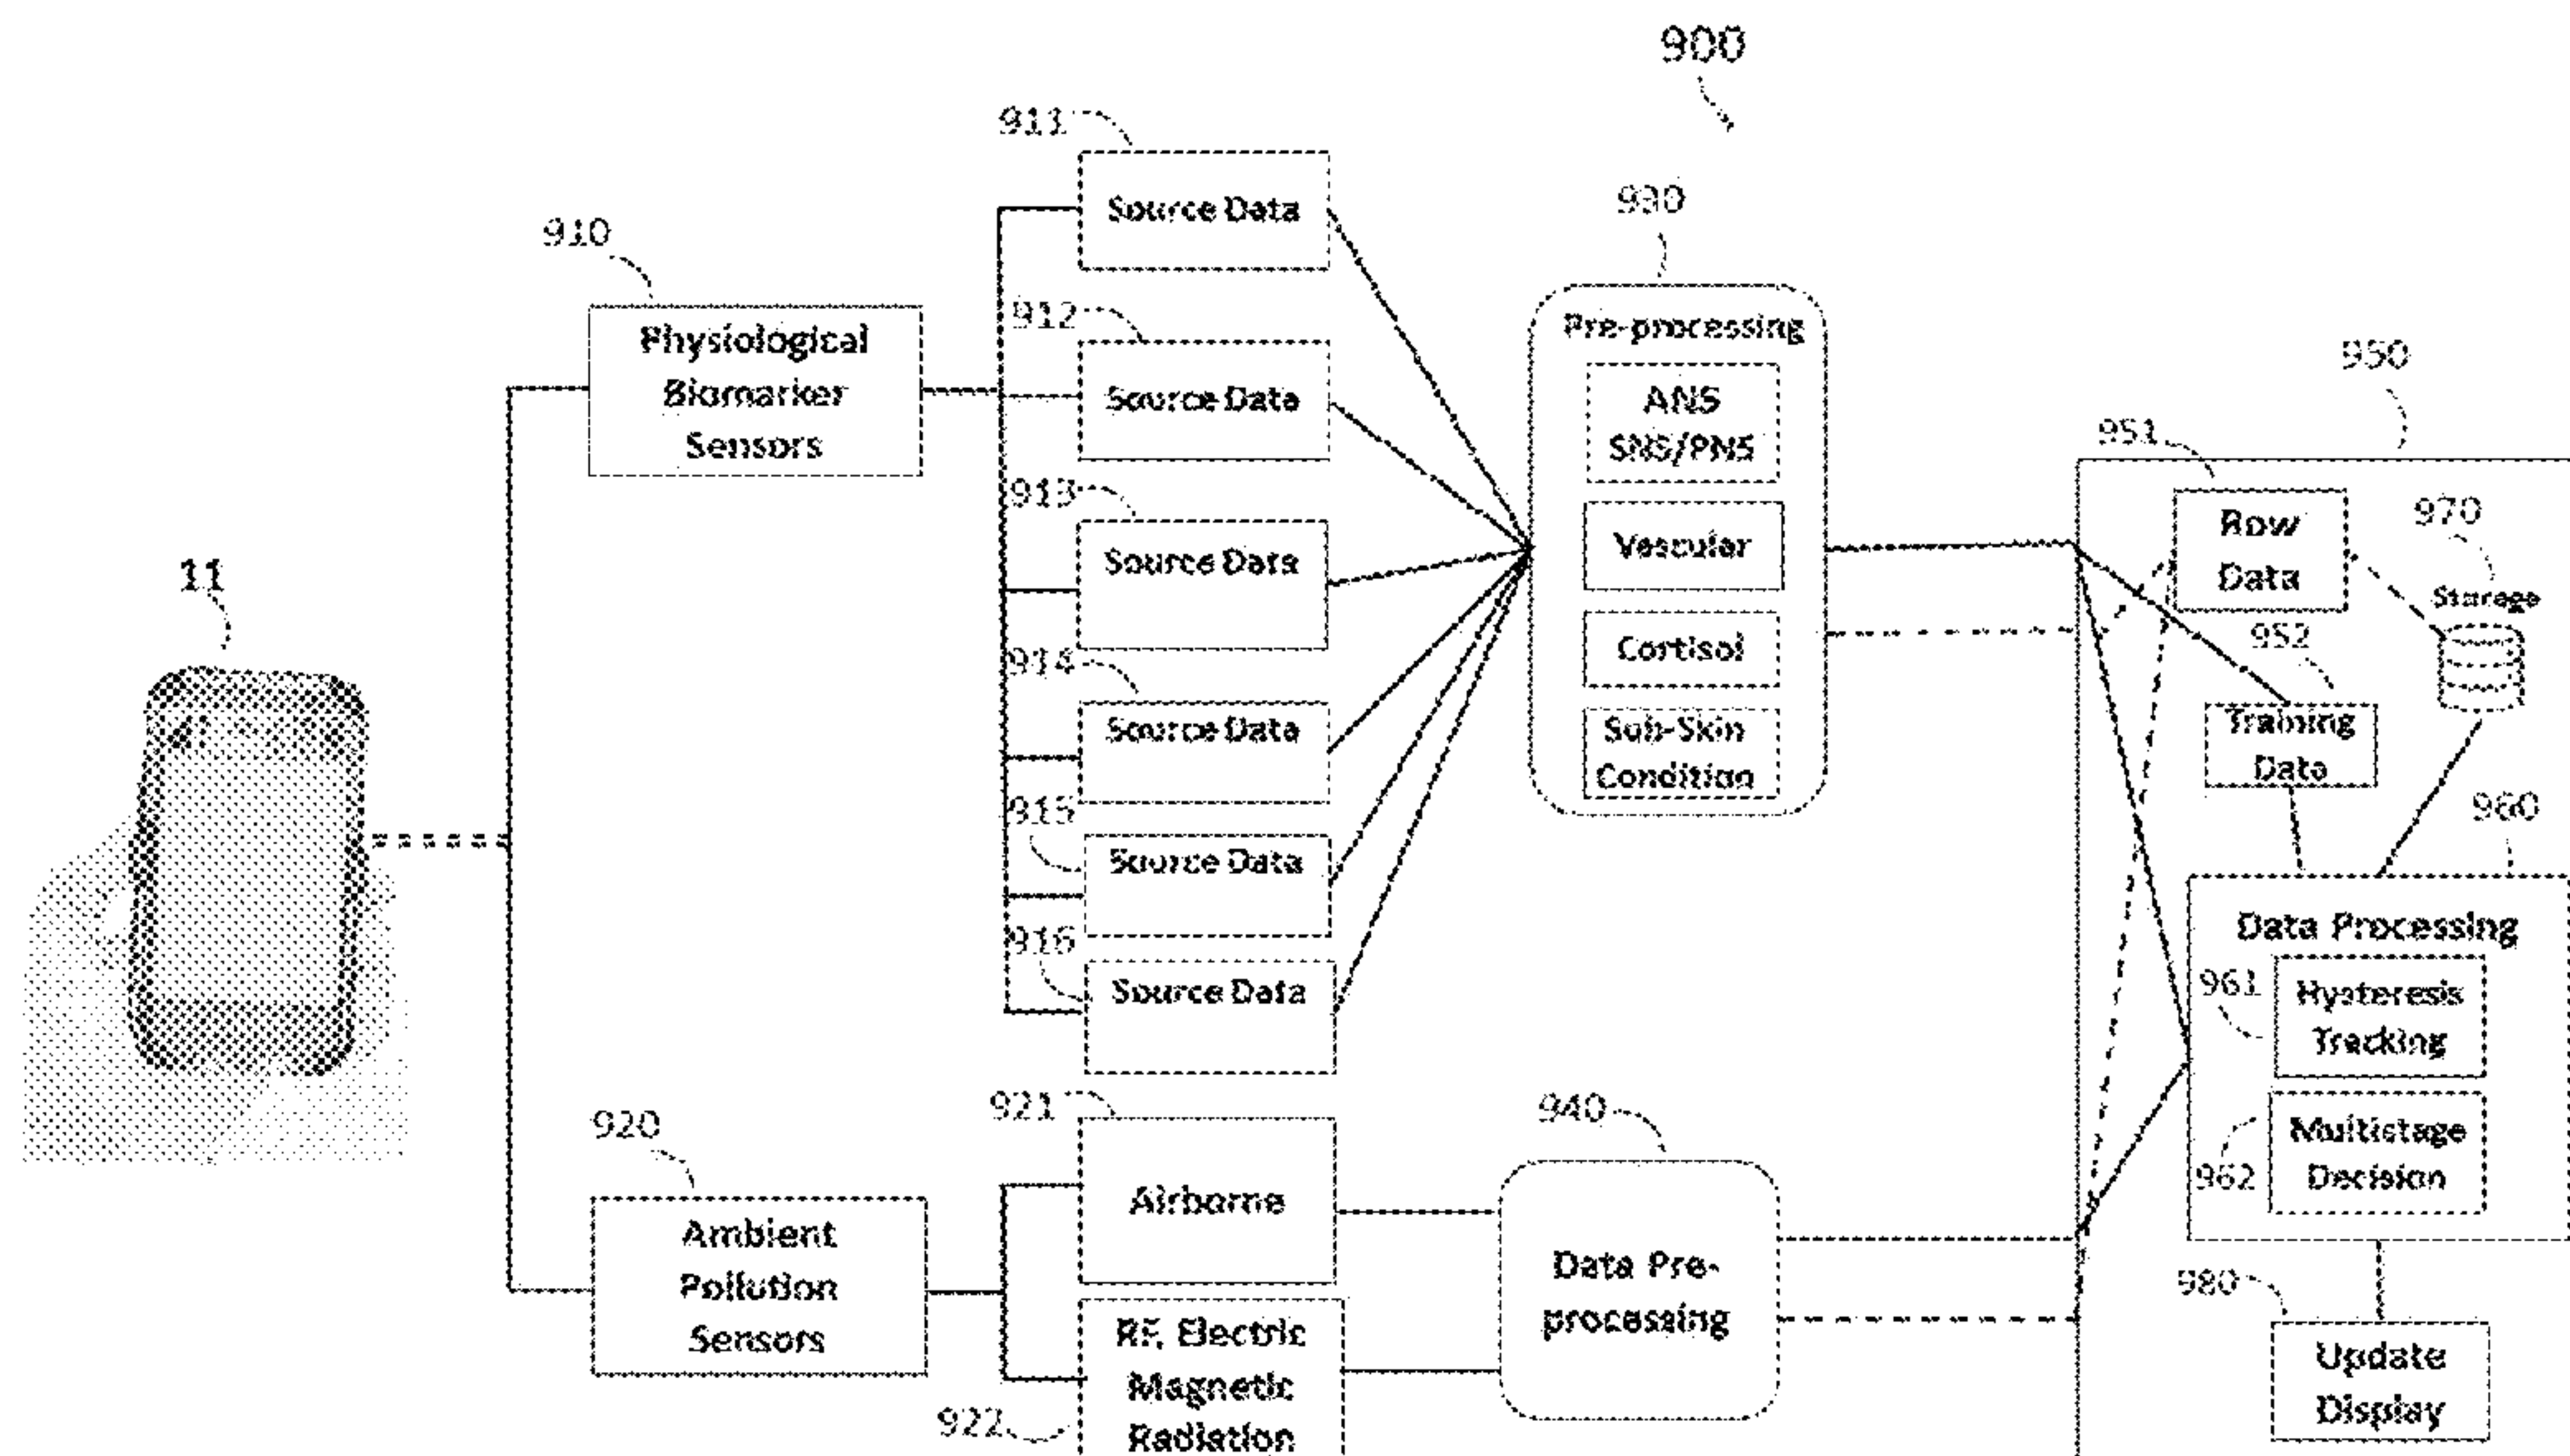 900
911
Source Data
910
Physiological
Biomarker
Sensors
912
Source Data
913
Source Data
914
Source Data
915
Source Data
916
Source Data
930
Pre-processing
ANS
SNS/PNS
Vascular
Cortisol
Sub-Skin
Condition
950
951
Row
Data
970
Storage
952
Training
Data
960
Data Processing
961
Hysteresis
Tracking
962
Multistage
Decision
980
Update
Display
11
920
Ambient
Pollution
Sensors
921
Airborne
922
RF, Electric
Magnetic
Radiation
940
Data Pre-
processing